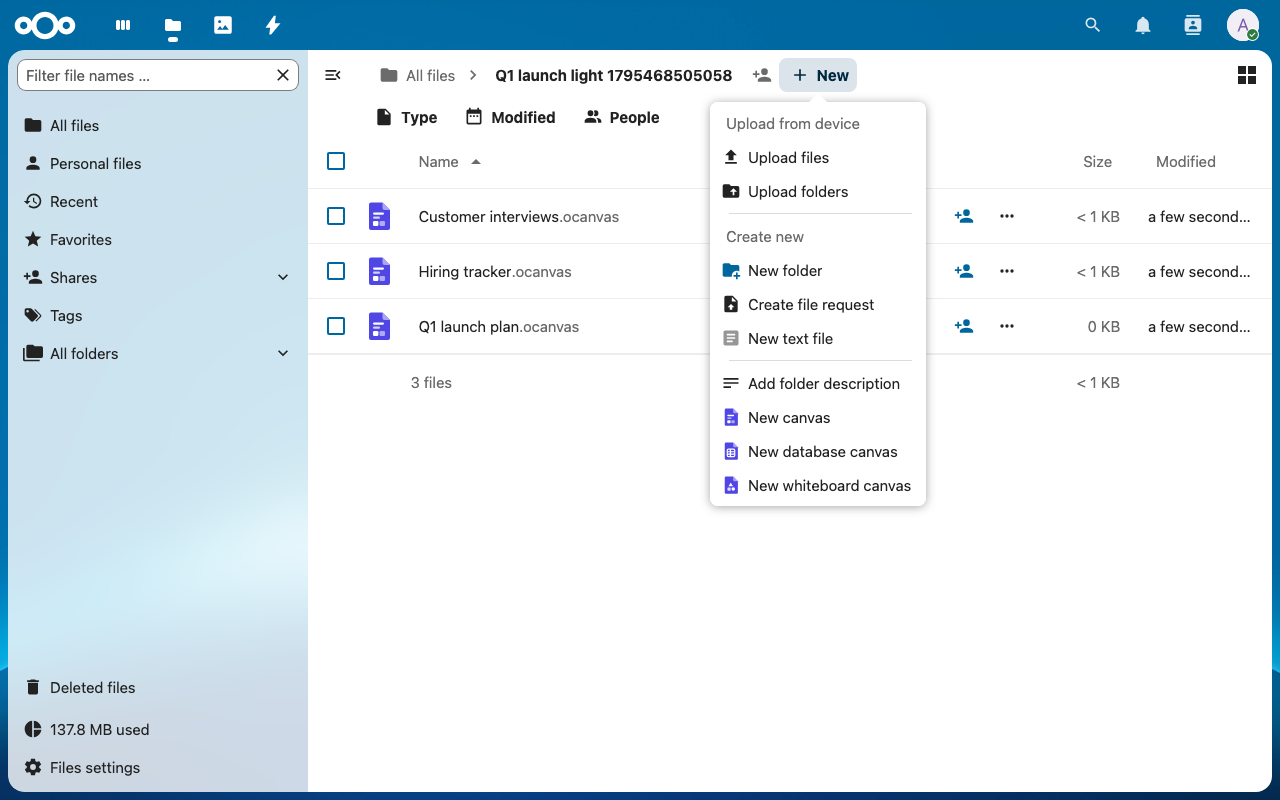 A
Filter file names ...
All files
Personal files
Recent
Favorites
Shares
Tags
All folders
Deleted files
137.8 MB used
Files settings
All files
Q1 launch light 1795468505058
New
Type
Modified
People
Name
Size
Modified
Customer interviews.ocanvas
< 1 KB
a few second...
Hiring tracker.ocanvas
< 1 KB
a few second...
Q1 launch plan.ocanvas
0 KB
a few second...
3 files
< 1 KB
Upload from device
Upload files
Upload folders
Create new
New folder
Create file request
New text file
Add folder description
New canvas
New database canvas
New whiteboard canvas